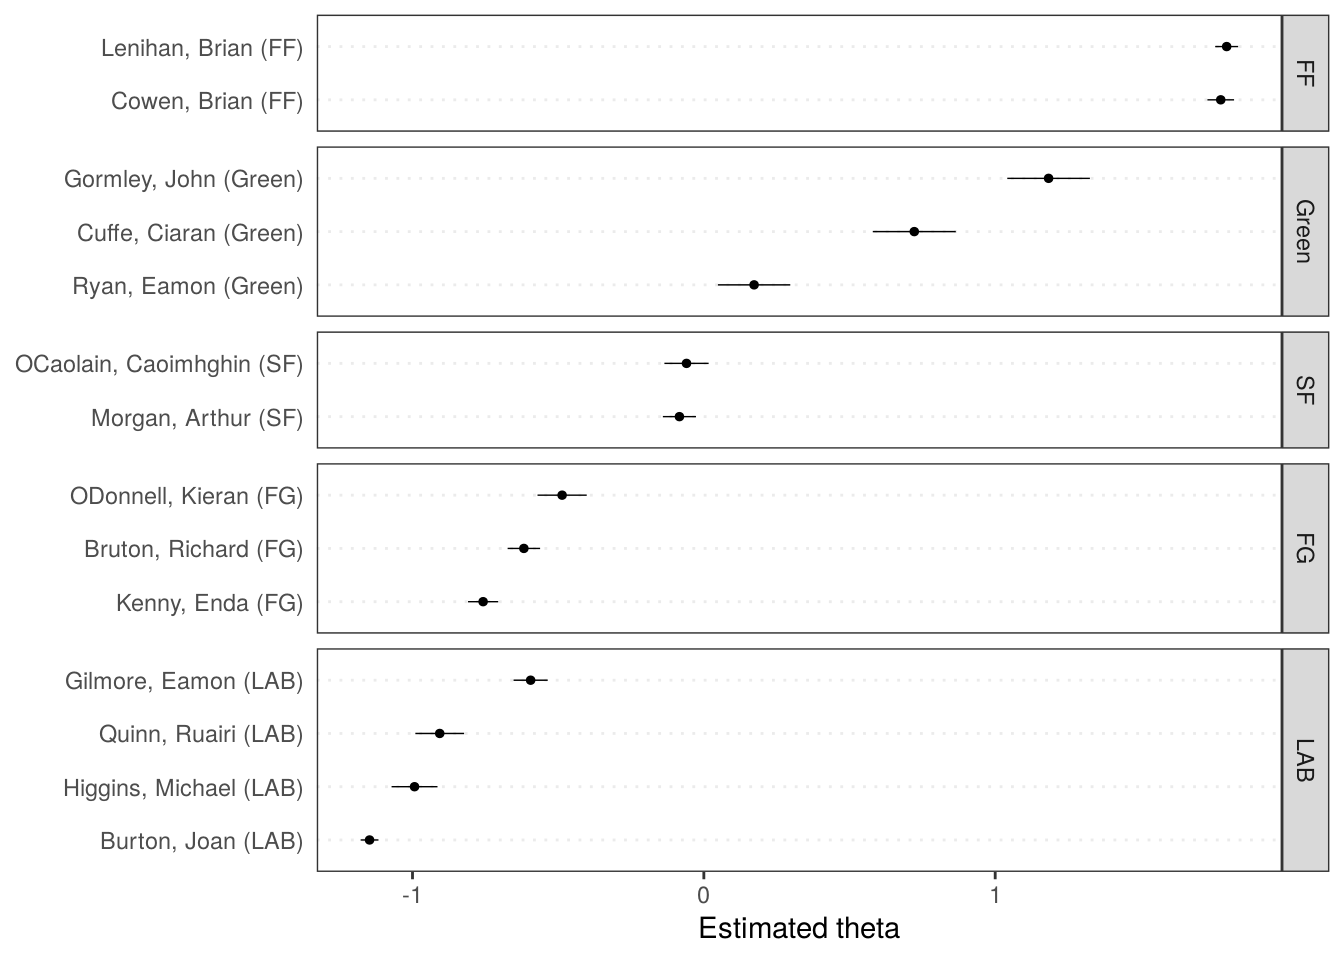 Lenihan, Brian (FF)
Cowen, Brian (FF)
FF
Gormley, John (Green)
Cuffe, Ciaran (Green)
Ryan, Eamon (Green)
Green
OCaolain, Caoimhghin (SF)
Morgan, Arthur (SF)
SF
ODonnell, Kieran (FG)
Bruton, Richard (FG)
Kenny, Enda (FG)
FG
Gilmore, Eamon (LAB)
Quinn, Ruairi (LAB)
Higgins, Michael (LAB)
Burton, Joan (LAB)
LAB
-1 0 1
Estimated theta